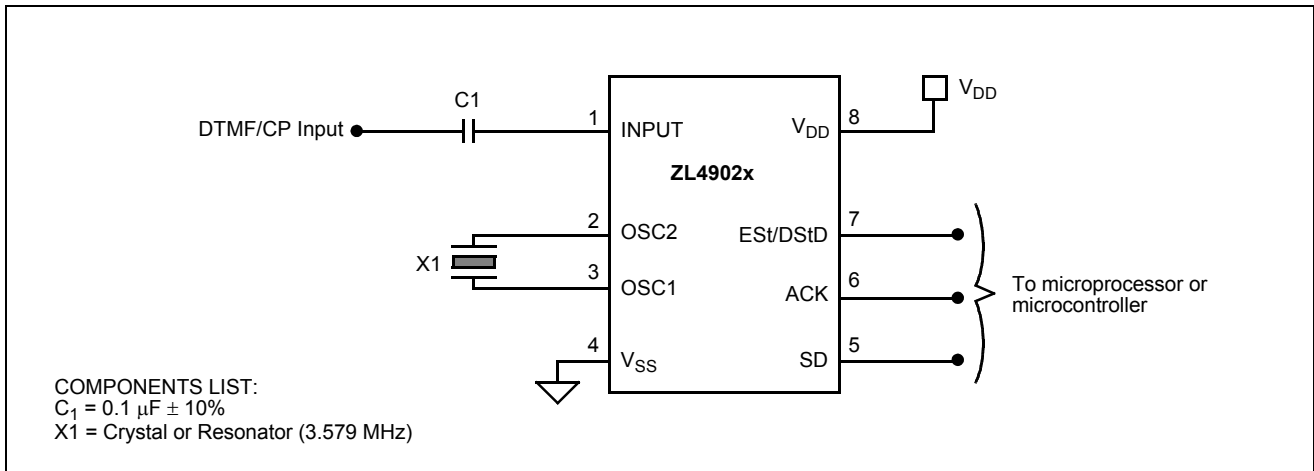 C1
DTMF/CP Input
1
INPUT
V_DD
8
V_DD
ZL4902x
2
OSC2
ESt/DStD
7
X1
3
OSC1
ACK
6
To microprocessor or
microcontroller
4
V_SS
SD
5
COMPONENTS LIST:
C_1 = 0.1 μF ± 10%
X1 = Crystal or Resonator (3.579 MHz)